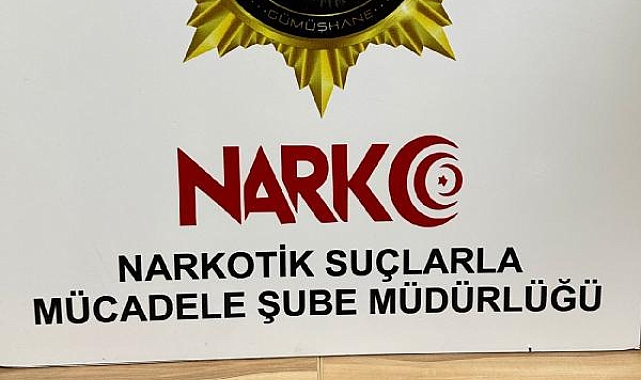 GÜMÜŞHANE
NARKO
NARKOTİK SUÇLARLA
MÜCADELE ŞUBE MÜDÜRLÜĞÜ